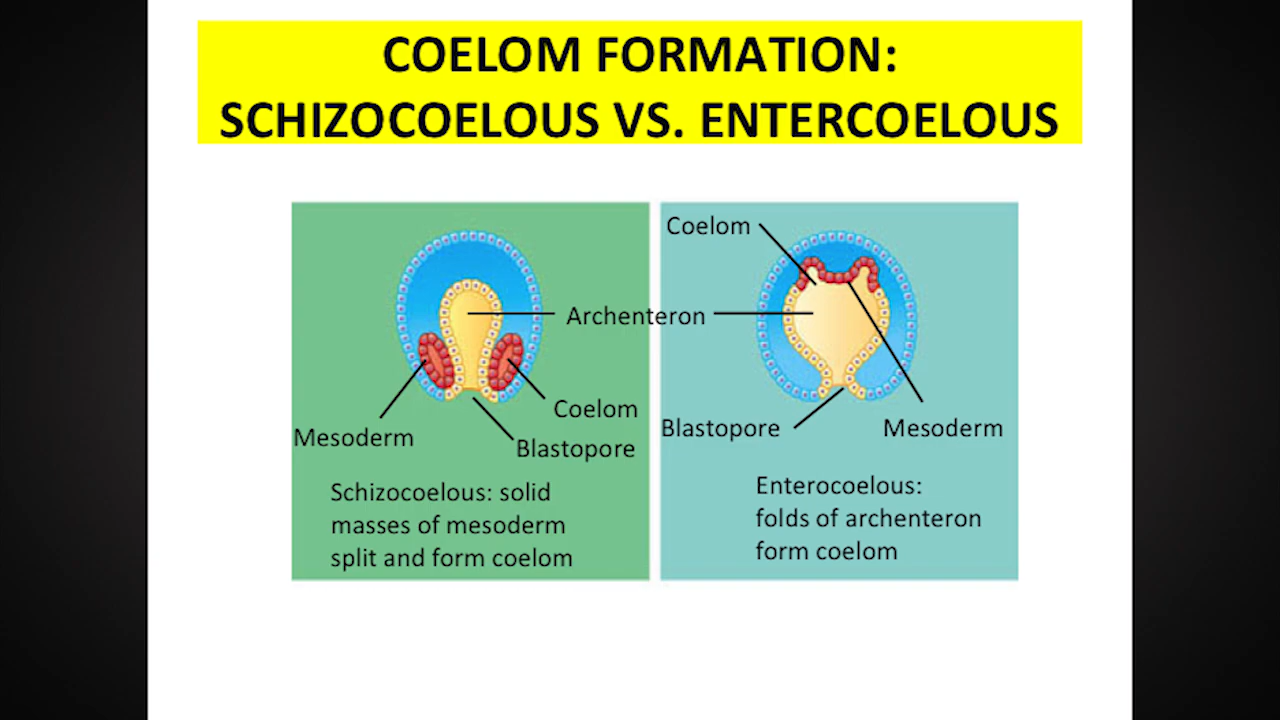 COELOM FORMATION:
SCHIZOCOELOUS VS. ENTERCOELOUS
Coelom
Archenteron
Mesoderm
Coelom
Blastopore
Blastopore
Mesoderm
Schizocoelous: solid
masses of mesoderm
split and form coelom
Enterocoelous:
folds of archenteron
form coelom